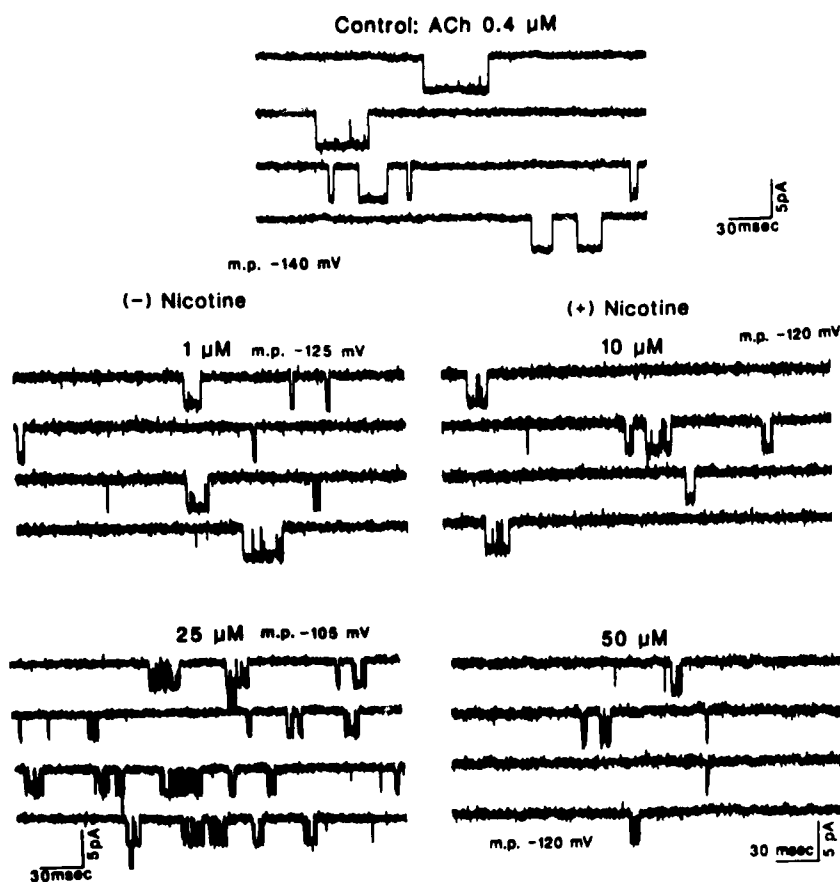 Control: ACh 0.4 μM
5pA
30msec
m.p. -140 mV
(-) Nicotine
(+) Nicotine
1 μM m.p. -125 mV
10 μM m.p. -120 mV
25 μM m.p. -105 mV
50 μM
5pA
30msec
m.p. -120 mV
5 pA
30 msec